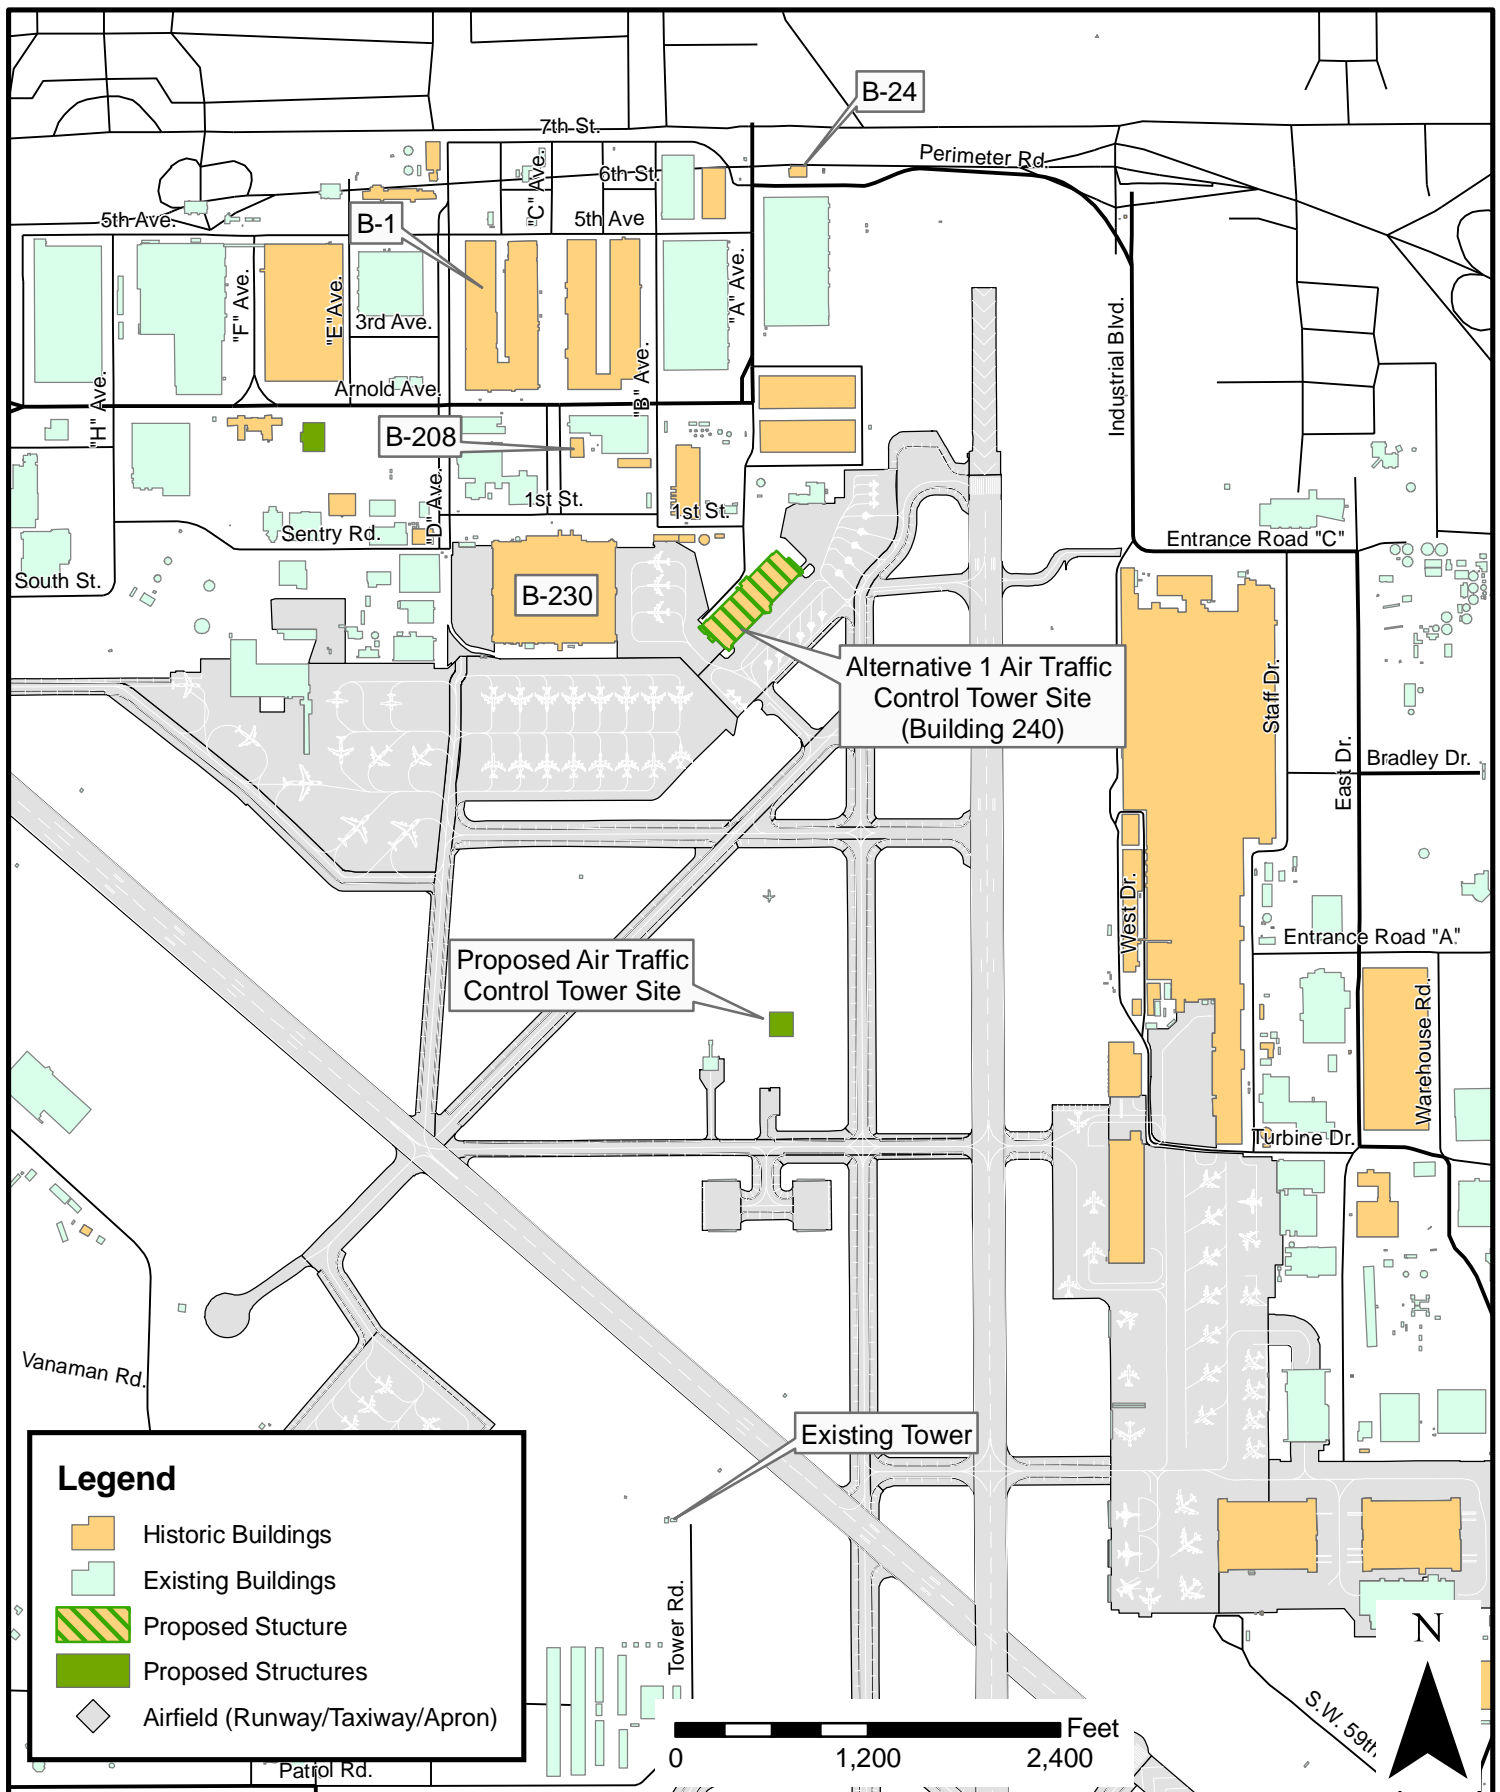 B-24
7th St.
Perimeter Rd.
"C" Ave.
6th St.
5th Ave.
B-1
5th Ave
"A" Ave.
"F" Ave.
"E"Ave.
3rd Ave.
Industrial Blvd.
"B" Ave.
Arnold Ave.
"H" Ave.
B-208
"D" Ave.
1st St.
1st St.
Sentry Rd.
Entrance Road "C"
South St.
B-230
Alternative 1 Air Traffic
Control Tower Site
(Building 240)
Staff Dr.
East Dr.
Bradley Dr.
West Dr.
Entrance Road "A"
Proposed Air Traffic
Control Tower Site
Warehouse Rd.
Turbine Dr.
Vanaman Rd.
Existing Tower
Legend
Historic Buildings
Existing Buildings
Proposed Stucture
Proposed Structures
Airfield (Runway/Taxiway/Apron)
Tower Rd.
N
S.W. 59th
Patrol Rd.
Feet
0 1,200 2,400